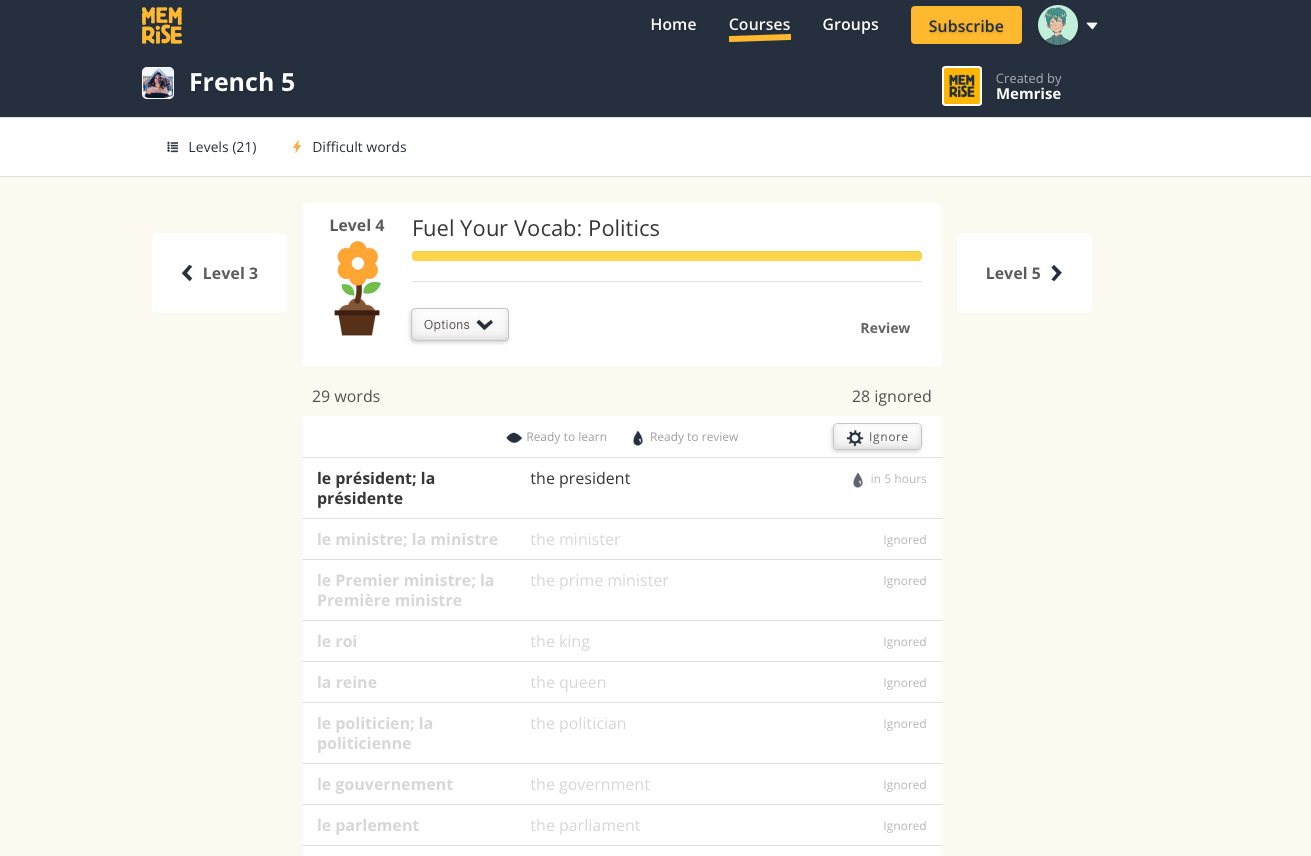 MEM
RiSE
Home
Courses
Groups
Subscribe
French 5
MEM
RiSE
Created by
Memrise
Levels (21)
Difficult words
Level 3
Level 4
Fuel Your Vocab: Politics
Options
Review
Level 5
29 words
28 ignored
Ready to learn
Ready to review
Ignore
le président; la
présidente
the president
in 5 hours
le ministre; la ministre
the minister
Ignored
le Premier ministre; la
Première ministre
the prime minister
Ignored
le roi
the king
Ignored
la reine
the queen
Ignored
le politicien; la
politicienne
the politician
Ignored
le gouvernement
the government
Ignored
le parlement
the parliament
Ignored